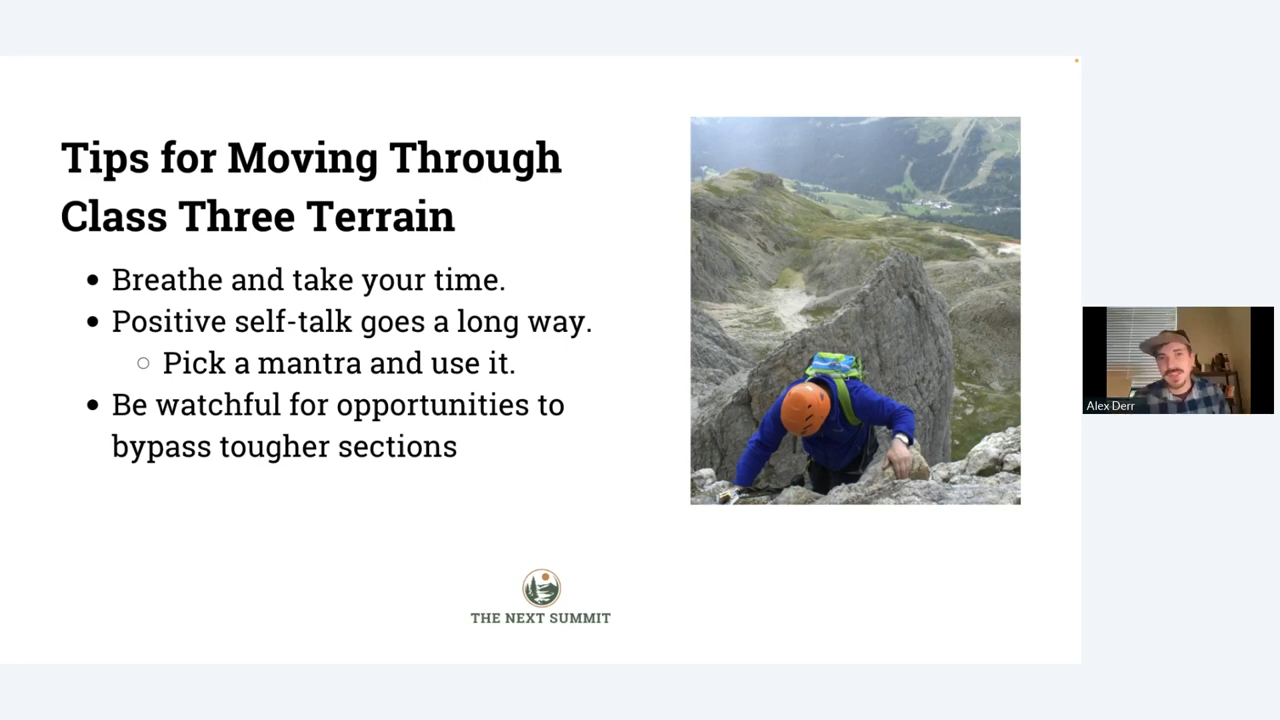 Tips for Moving Through
Class Three Terrain
Breathe and take your time.
Positive self-talk goes a long way.
Pick a mantra and use it.
Be watchful for opportunities to
bypass tougher sections
THE NEXT SUMMIT
Alex Derr